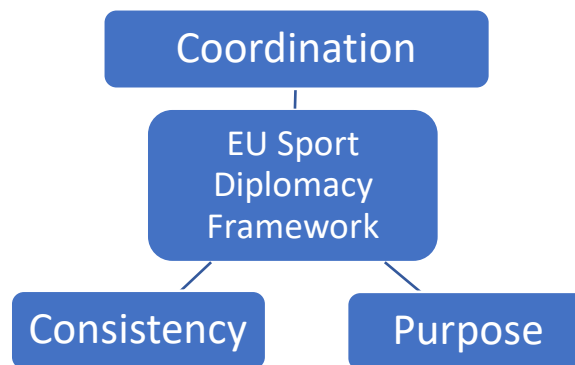 Coordination
EU Sport
Diplomacy
Framework
Consistency
Purpose